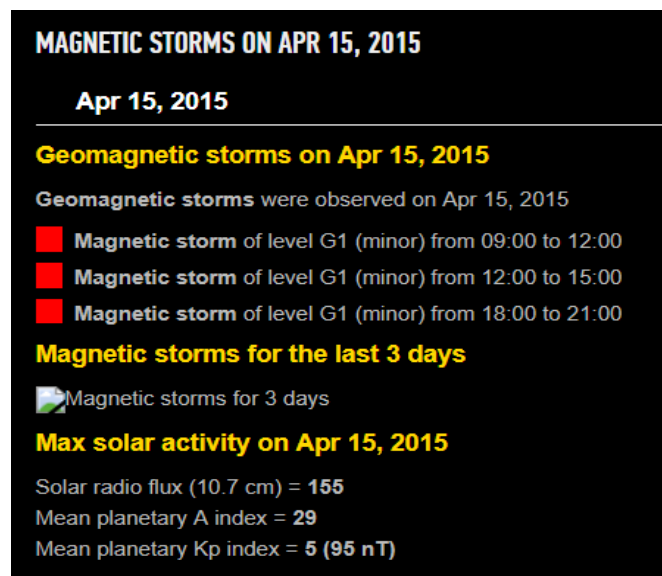 MAGNETIC STORMS ON APR 15, 2015
Apr 15, 2015
Geomagnetic storms on Apr 15, 2015
Geomagnetic storms were observed on Apr 15, 2015
Magnetic storm of level G1 (minor) from 09:00 to 12:00
Magnetic storm of level G1 (minor) from 12:00 to 15:00
Magnetic storm of level G1 (minor) from 18:00 to 21:00
Magnetic storms for the last 3 days
Magnetic storms for 3 days
Max solar activity on Apr 15, 2015
Solar radio flux (10.7 cm) = 155
Mean planetary A index = 29
Mean planetary Kp index = 5 (95 nT)